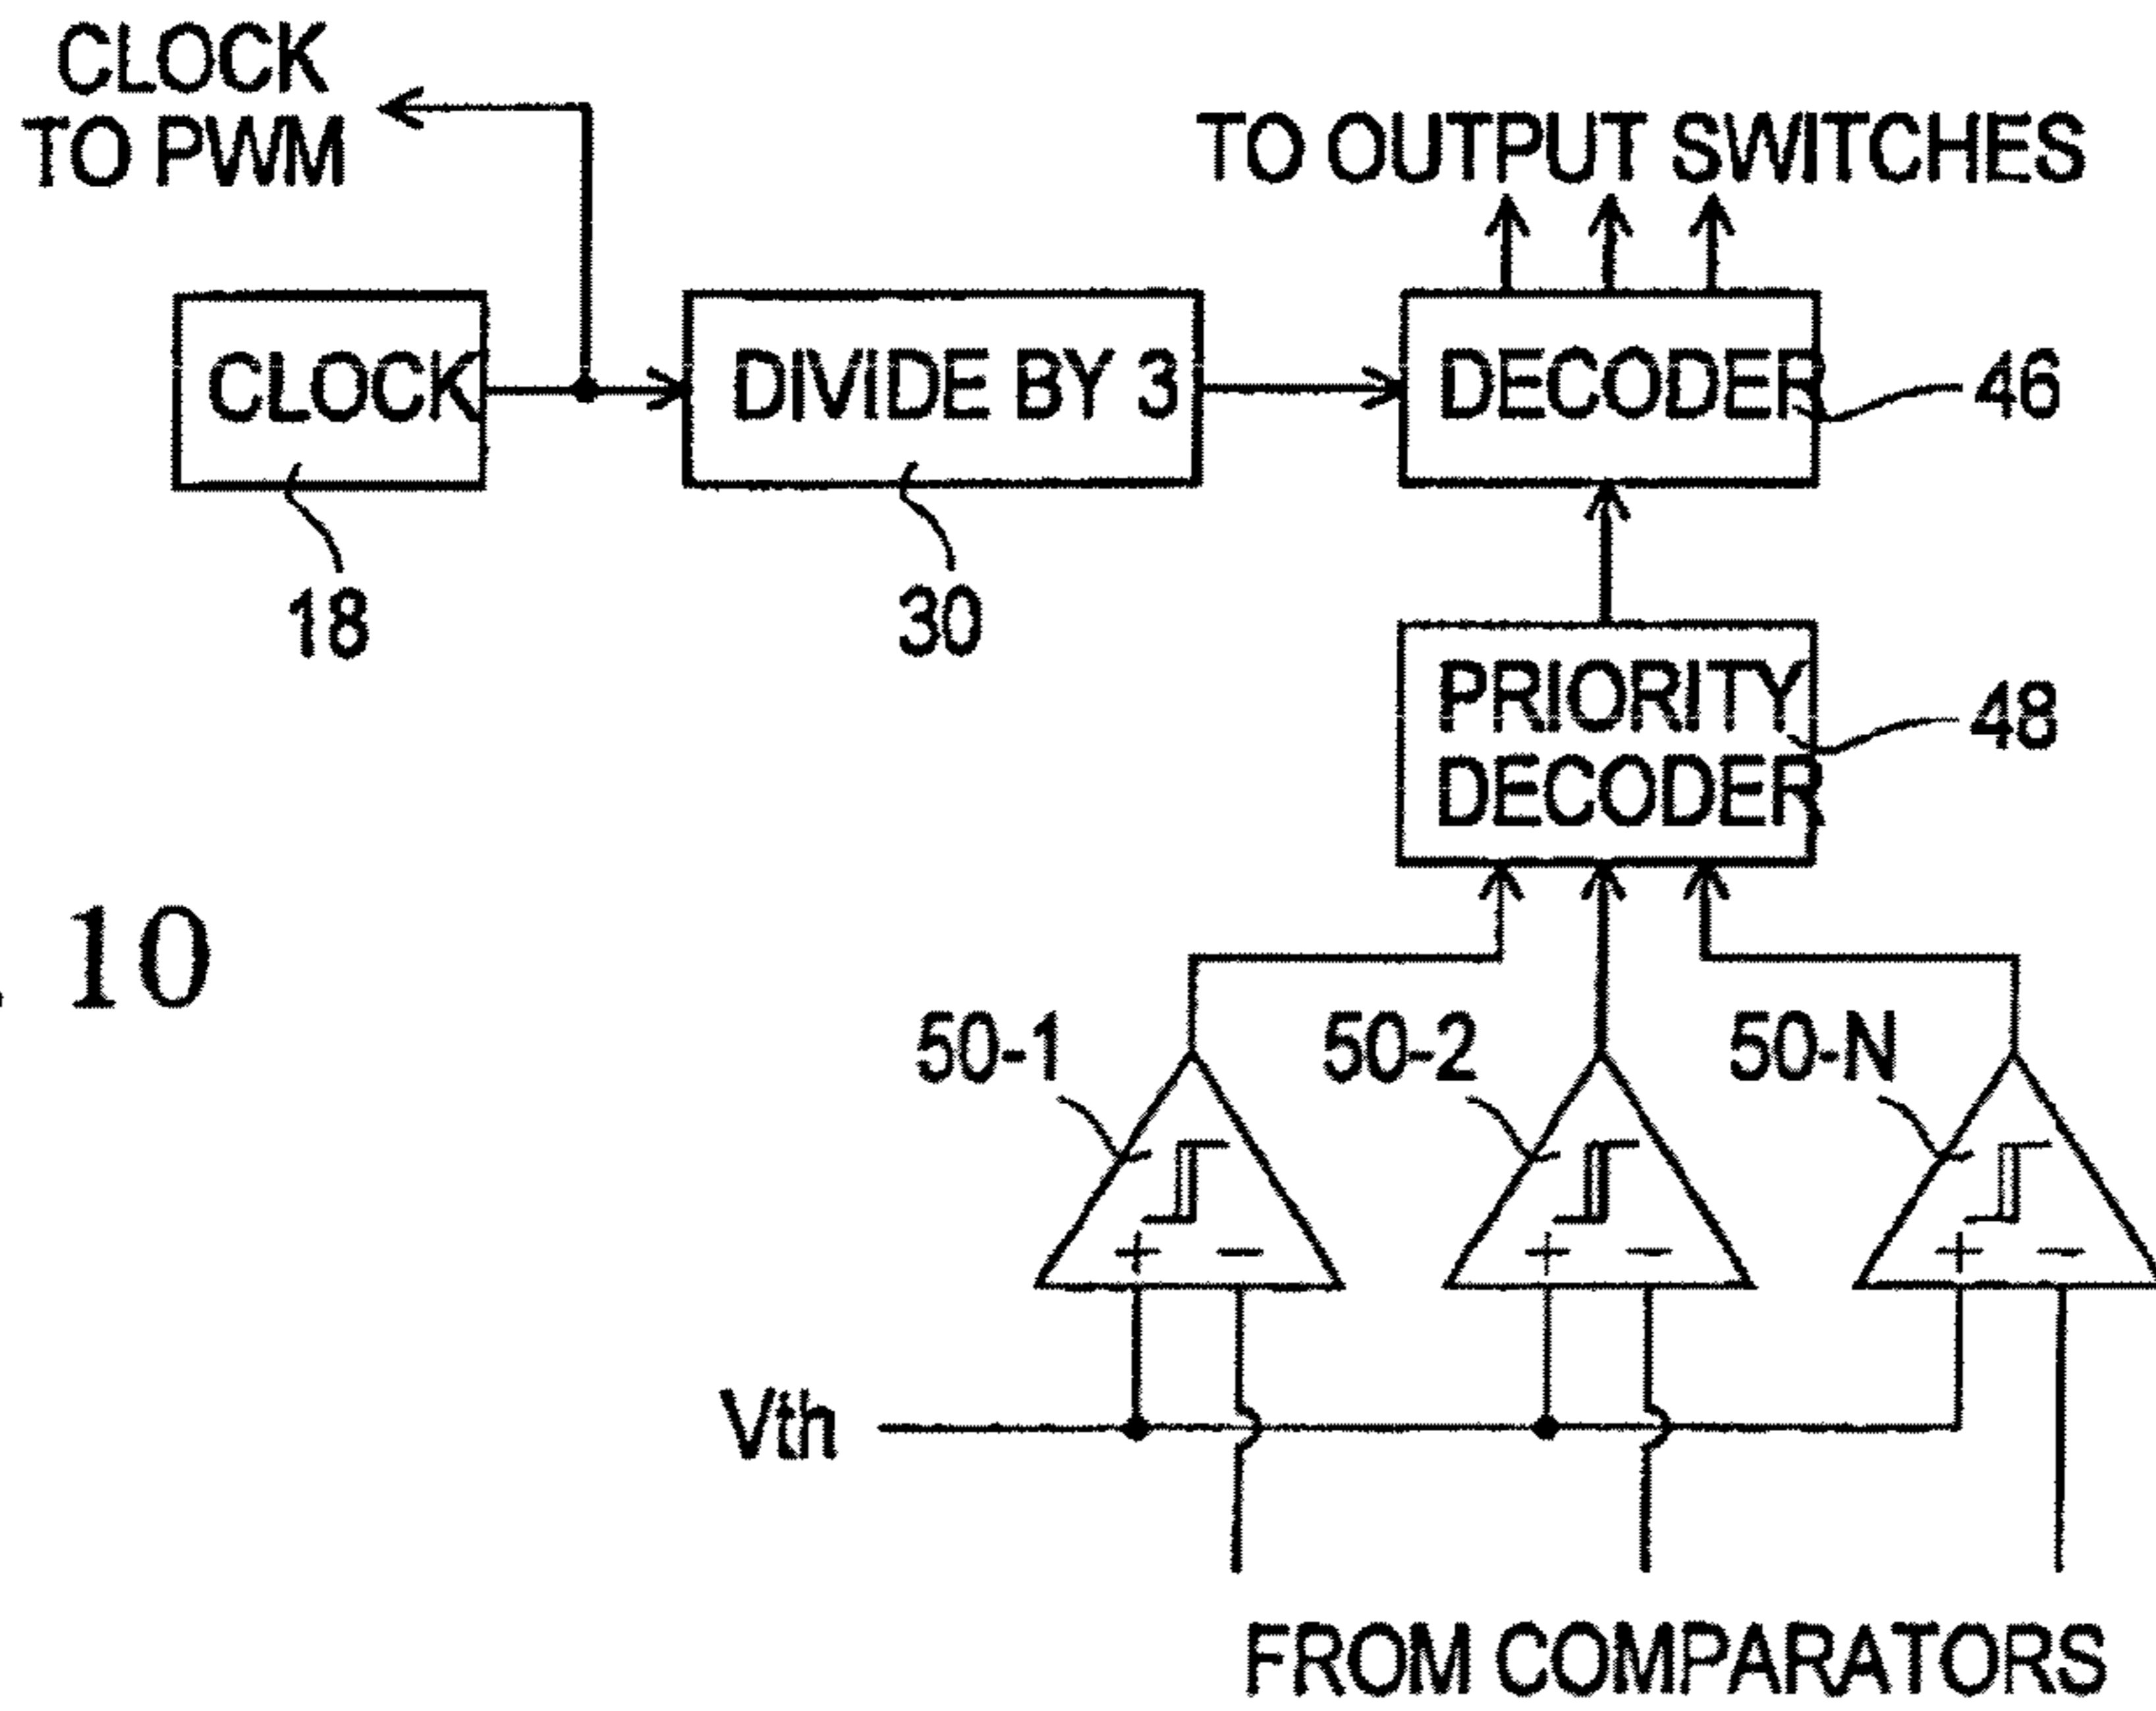 CLOCK
TO PWM
TO OUTPUT SWITCHES
CLOCK
DIVIDE BY 3
DECODER
46
18
30
PRIORITY
DECODER
48
10
50-1
50-2
50-N
+ −
+ −
+ −
Vth
FROM COMPARATORS